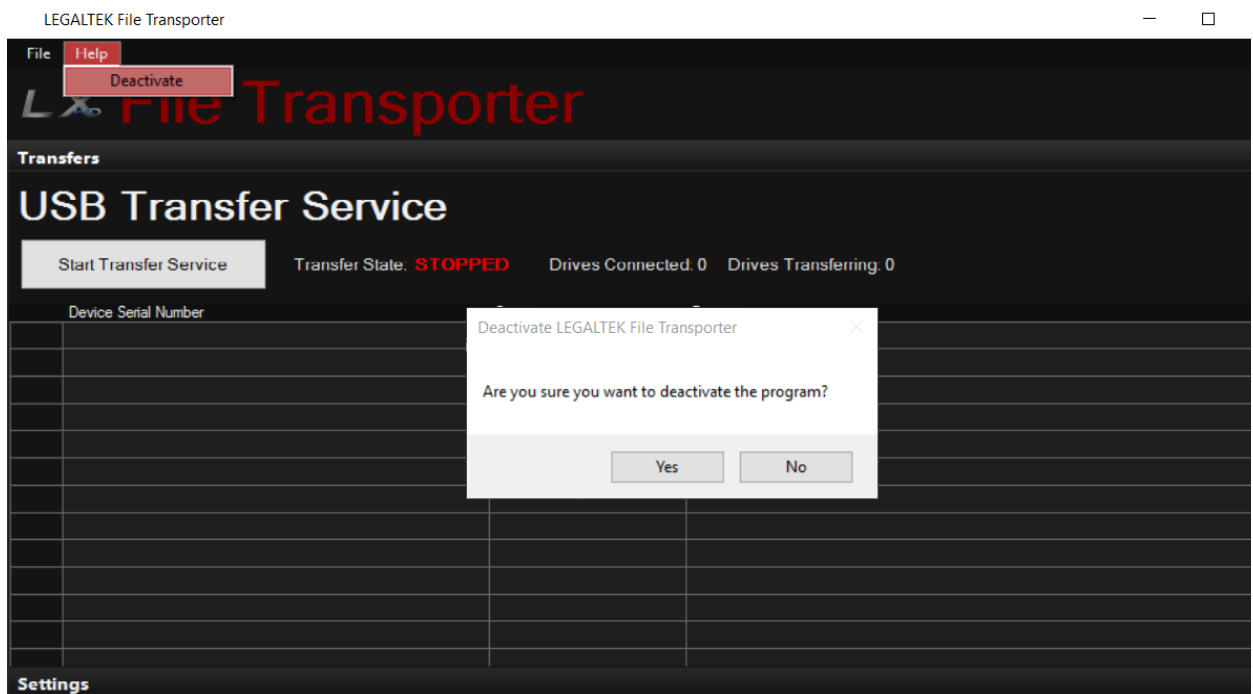 LEGALTEK File Transporter
File Help
Deactivate
LX File Transporter
Transfers
USB Transfer Service
Start Transfer Service Transfer State: STOPPED Drives Connected: 0 Drives Transferring: 0
Device Serial Number
Deactivate LEGALTEK File Transporter
Are you sure you want to deactivate the program?
Yes No
Settings